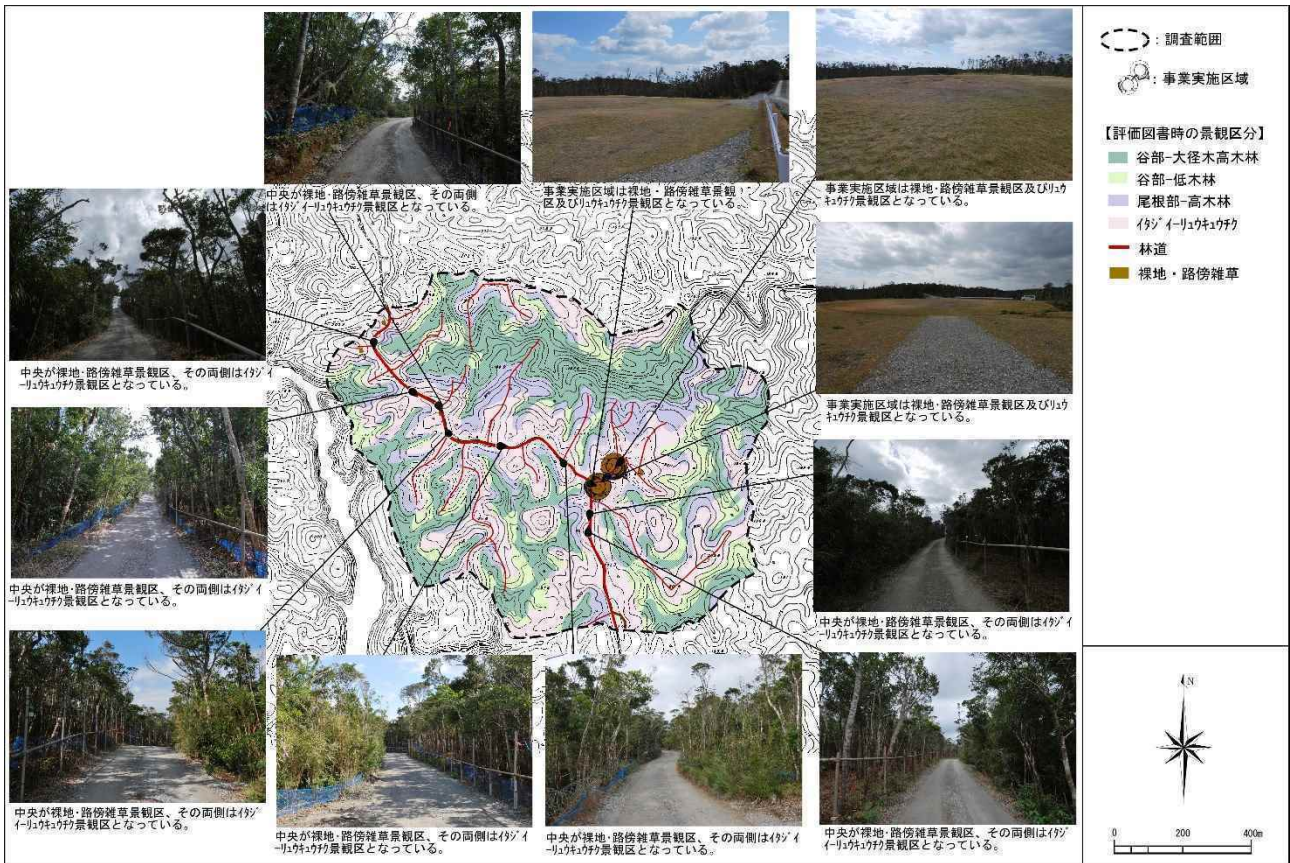 中央が裸地・路傍雑草景観区、その両側
はイタジイーリュウキュウチク景観区となっている。
事業実施区域は裸地・路傍雑草景観
区及びリュウキュウチク景観区となっている。
事業実施区域は裸地・路傍雑草景観区及びリュウ
キュウチク景観区となっている。
中央が裸地・路傍雑草景観区、その両側はイタジイ
ーリュウキュウチク景観区となっている。
事業実施区域は裸地・路傍雑草景観区及びリュウ
キュウチク景観区となっている。
中央が裸地・路傍雑草景観区、その両側はイタジイ
ーリュウキュウチク景観区となっている。
中央が裸地・路傍雑草景観区、その両側はイタジイ
ーリュウキュウチク景観区となっている。
中央が裸地・路傍雑草景観区、その両側はイタジ
イーリュウキュウチク景観区となっている。
中央が裸地・路傍雑草景観区、その両側はイタジイ
ーリュウキュウチク景観区となっている。
中央が裸地・路傍雑草景観区、その両側はイタジイ
ーリュウキュウチク景観区となっている。
中央が裸地・路傍雑草景観区、その両側はイタジ
イーリュウキュウチク景観区となっている。
：調査範囲
：事業実施区域
【評価図書時の景観区分】
谷部-大径木高木林
谷部-低木林
尾根部-高木林
イタジイーリュウキュウチク
林道
裸地・路傍雑草
N
0 200 400m